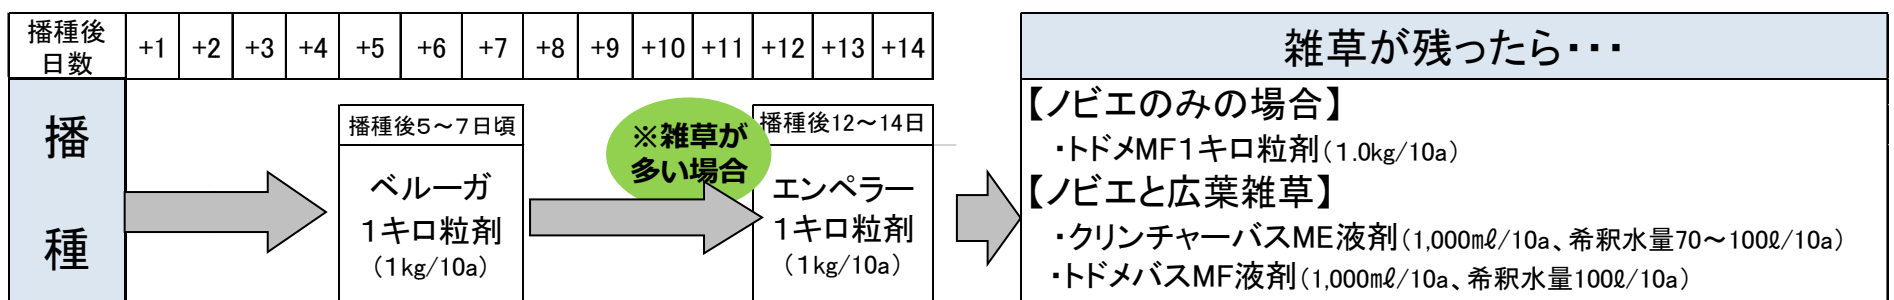 播種後
日数
+1 +2 +3 +4 +5 +6 +7 +8 +9 +10 +11 +12 +13 +14
播
種
播種後5～7日頃
ベルーガ
1キロ粒剤
(1kg/10a)
※雑草が
多い場合
播種後12～14日
エンペラー
1キロ粒剤
(1kg/10a)
雑草が残ったら・・・
【ノビエのみの場合】
・トドメMF1キロ粒剤(1.0kg/10a)
【ノビエと広葉雑草】
・クリンチャーバスME液剤(1,000㎖/10a、希釈水量70～100ℓ/10a)
・トドメバスMF液剤(1,000㎖/10a、希釈水量100ℓ/10a)